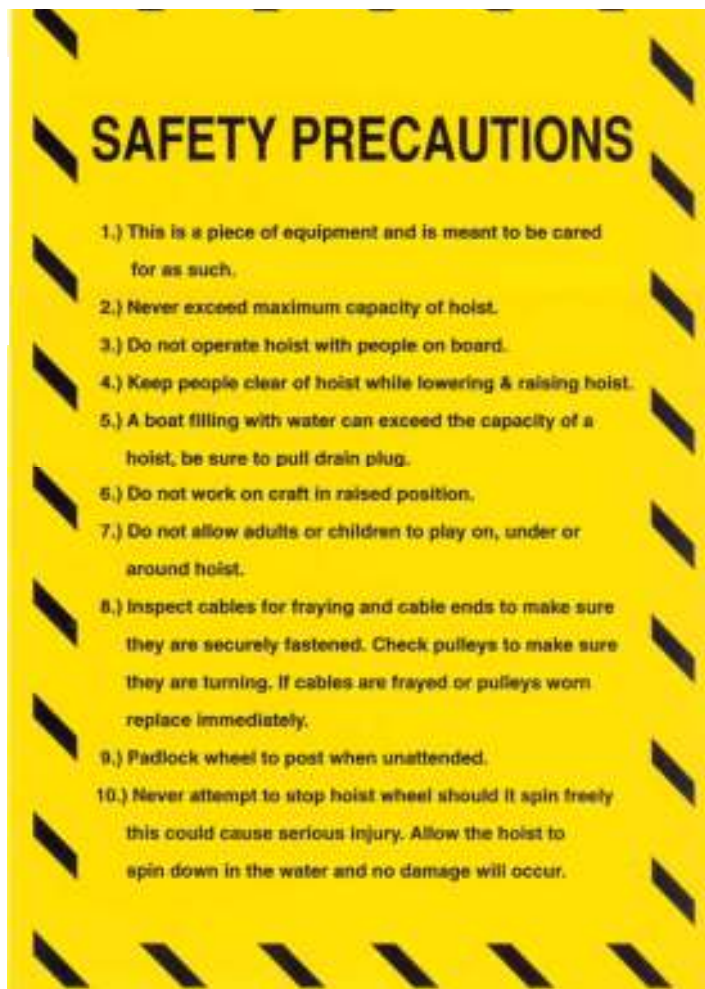 SAFETY PRECAUTIONS
1.) This is a piece of equipment and is meant to be cared
for as such.
2.) Never exceed maximum capacity of hoist.
3.) Do not operate hoist with people on board.
4.) Keep people clear of hoist while lowering & raising hoist.
5.) A boat filling with water can exceed the capacity of a
hoist, be sure to pull drain plug.
6.) Do not work on craft in raised position.
7.) Do not allow adults or children to play on, under or
around hoist.
8.) Inspect cables for fraying and cable ends to make sure
they are securely fastened. Check pulleys to make sure
they are turning. If cables are frayed or pulleys worn
replace immediately.
9.) Padlock wheel to post when unattended.
10.) Never attempt to stop hoist wheel should it spin freely
this could cause serious injury. Allow the hoist to
spin down in the water and no damage will occur.